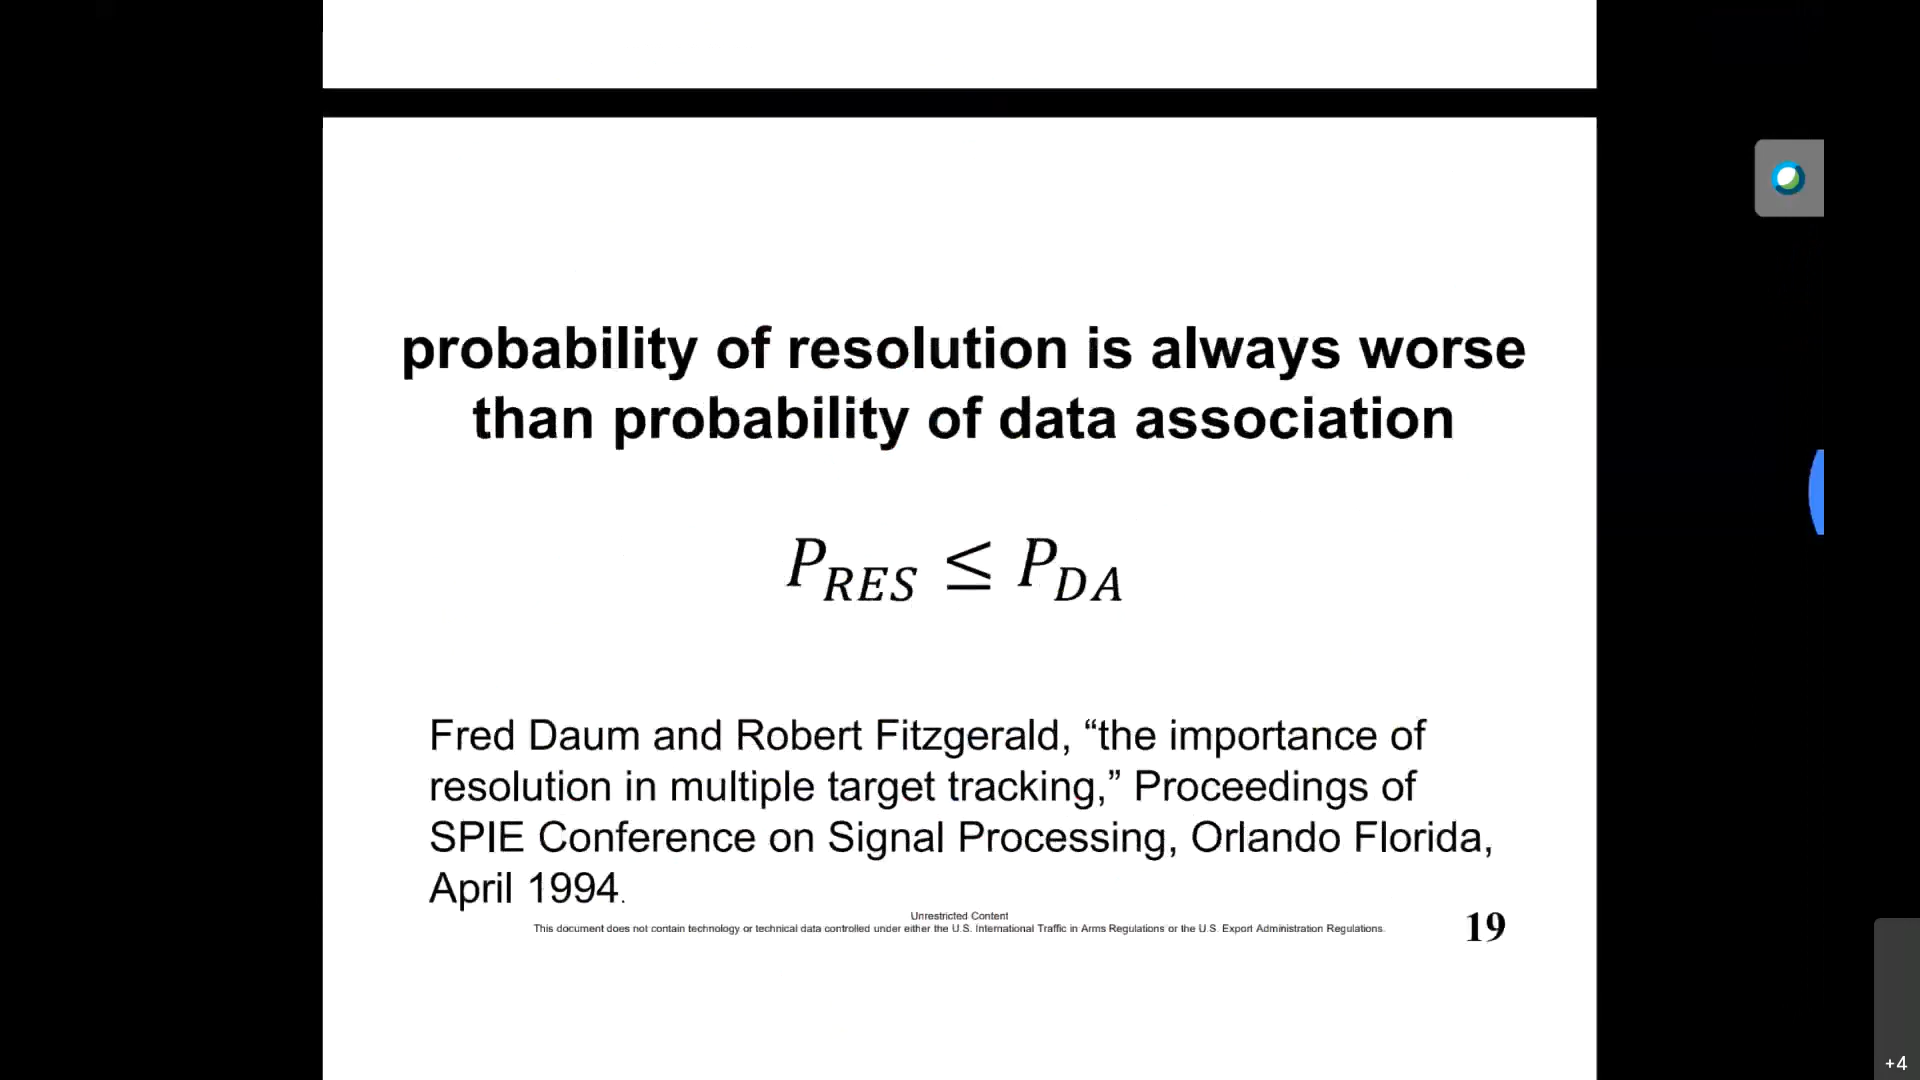 probability of resolution is always worse
than probability of data association
P_RES ≤ P_DA
Fred Daum and Robert Fitzgerald, “the importance of
resolution in multiple target tracking,” Proceedings of
SPIE Conference on Signal Processing, Orlando Florida,
April 1994.
Unrestricted Content
This document does not contain technology or technical data controlled under either the U.S. International Traffic in Arms Regulations or the U.S. Export Administration Regulations.
19
+4